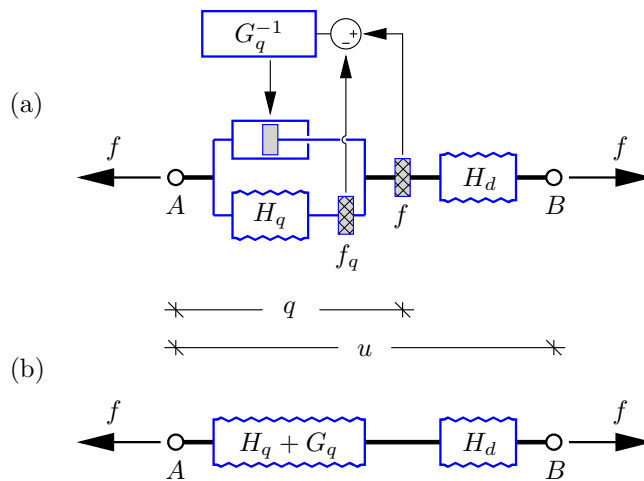 G_q^{-1}
- +
(a)
f f
A H_q f H_d B
f_q
q
u
(b)
f f
A H_q + G_q H_d B